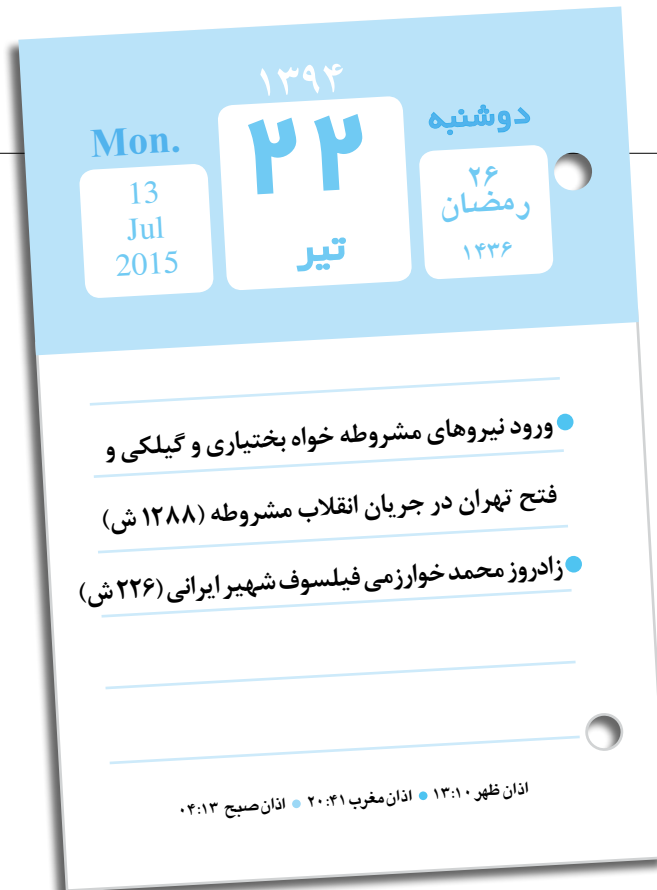 ۱۳۹۴
دوشنبه
۲۲
Mon.
۲۶
رمضان
۱۴۳۶
تیر
13
Jul
2015
ورود نیروهای مشروطه خواه بختیاری و گیلکی و
فتح تهران در جریان انقلاب مشروطه (۱۲۸۸ ش)
زادروز محمد خوارزمی فیلسوف شهیر ایرانی (۲۲۶ ش)
اذان ظهر ۱۳:۱۰ اذان مغرب ۲۰:۴۱ اذان صبح ۰۴:۱۳